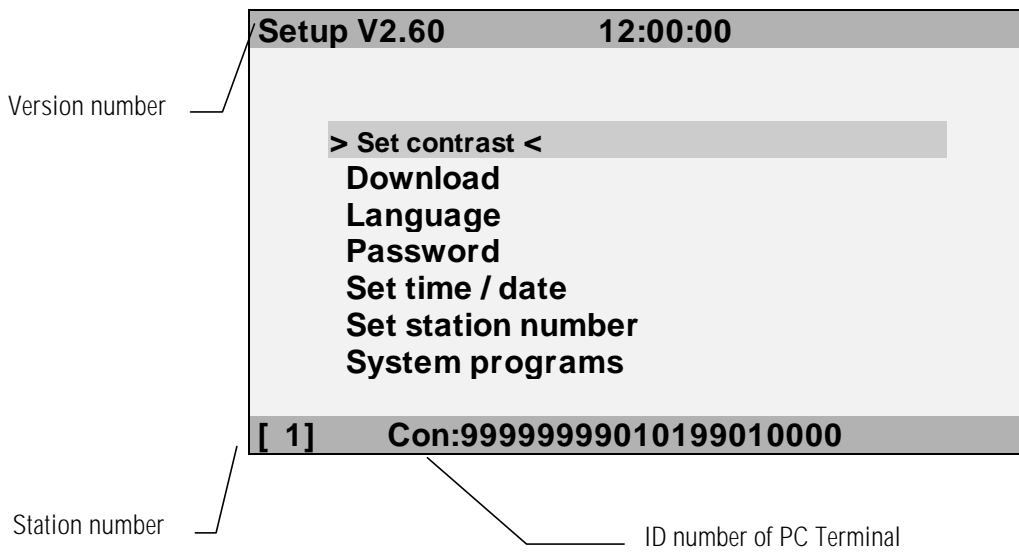 Setup V2.60 12:00:00
Version number
> Set contrast <
Download
Language
Password
Set time / date
Set station number
System programs
[ 1] Con:99999999010199010000
Station number
ID number of PC Terminal